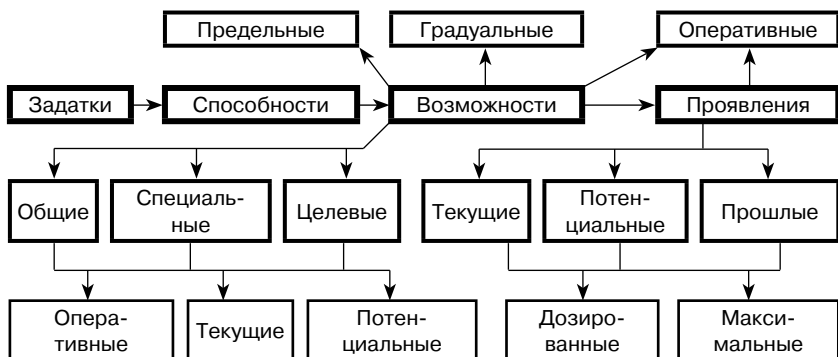 Предельные
Градуальные
Оперативные
Задатки
Способности
Возможности
Проявления
Общие
Специаль-
ные
Целевые
Текущие
Потен-
циальные
Прошлые
Опера-
тивные
Текущие
Потен-
циальные
Дозиро-
ванные
Макси-
мальные